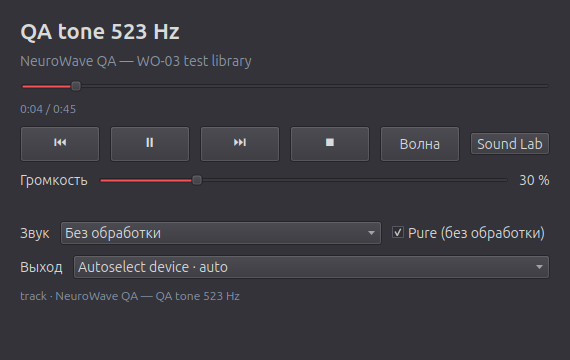 QA tone 523 Hz
NeuroWave QA — WO-03 test library
0:04 / 0:45
Волна Sound Lab
Громкость 30 %
Звук Без обработки Pure (без обработки)
Выход Autoselect device · auto
track · NeuroWave QA — QA tone 523 Hz